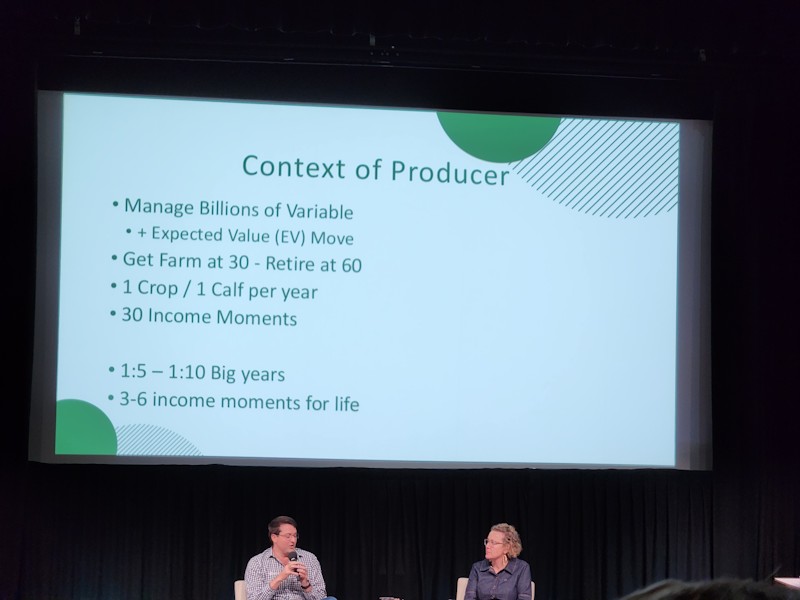 Context of Producer
• Manage Billions of Variable
• + Expected Value (EV) Move
• Get Farm at 30 - Retire at 60
• 1 Crop / 1 Calf per year
• 30 Income Moments
• 1:5 – 1:10 Big years
• 3-6 income moments for life